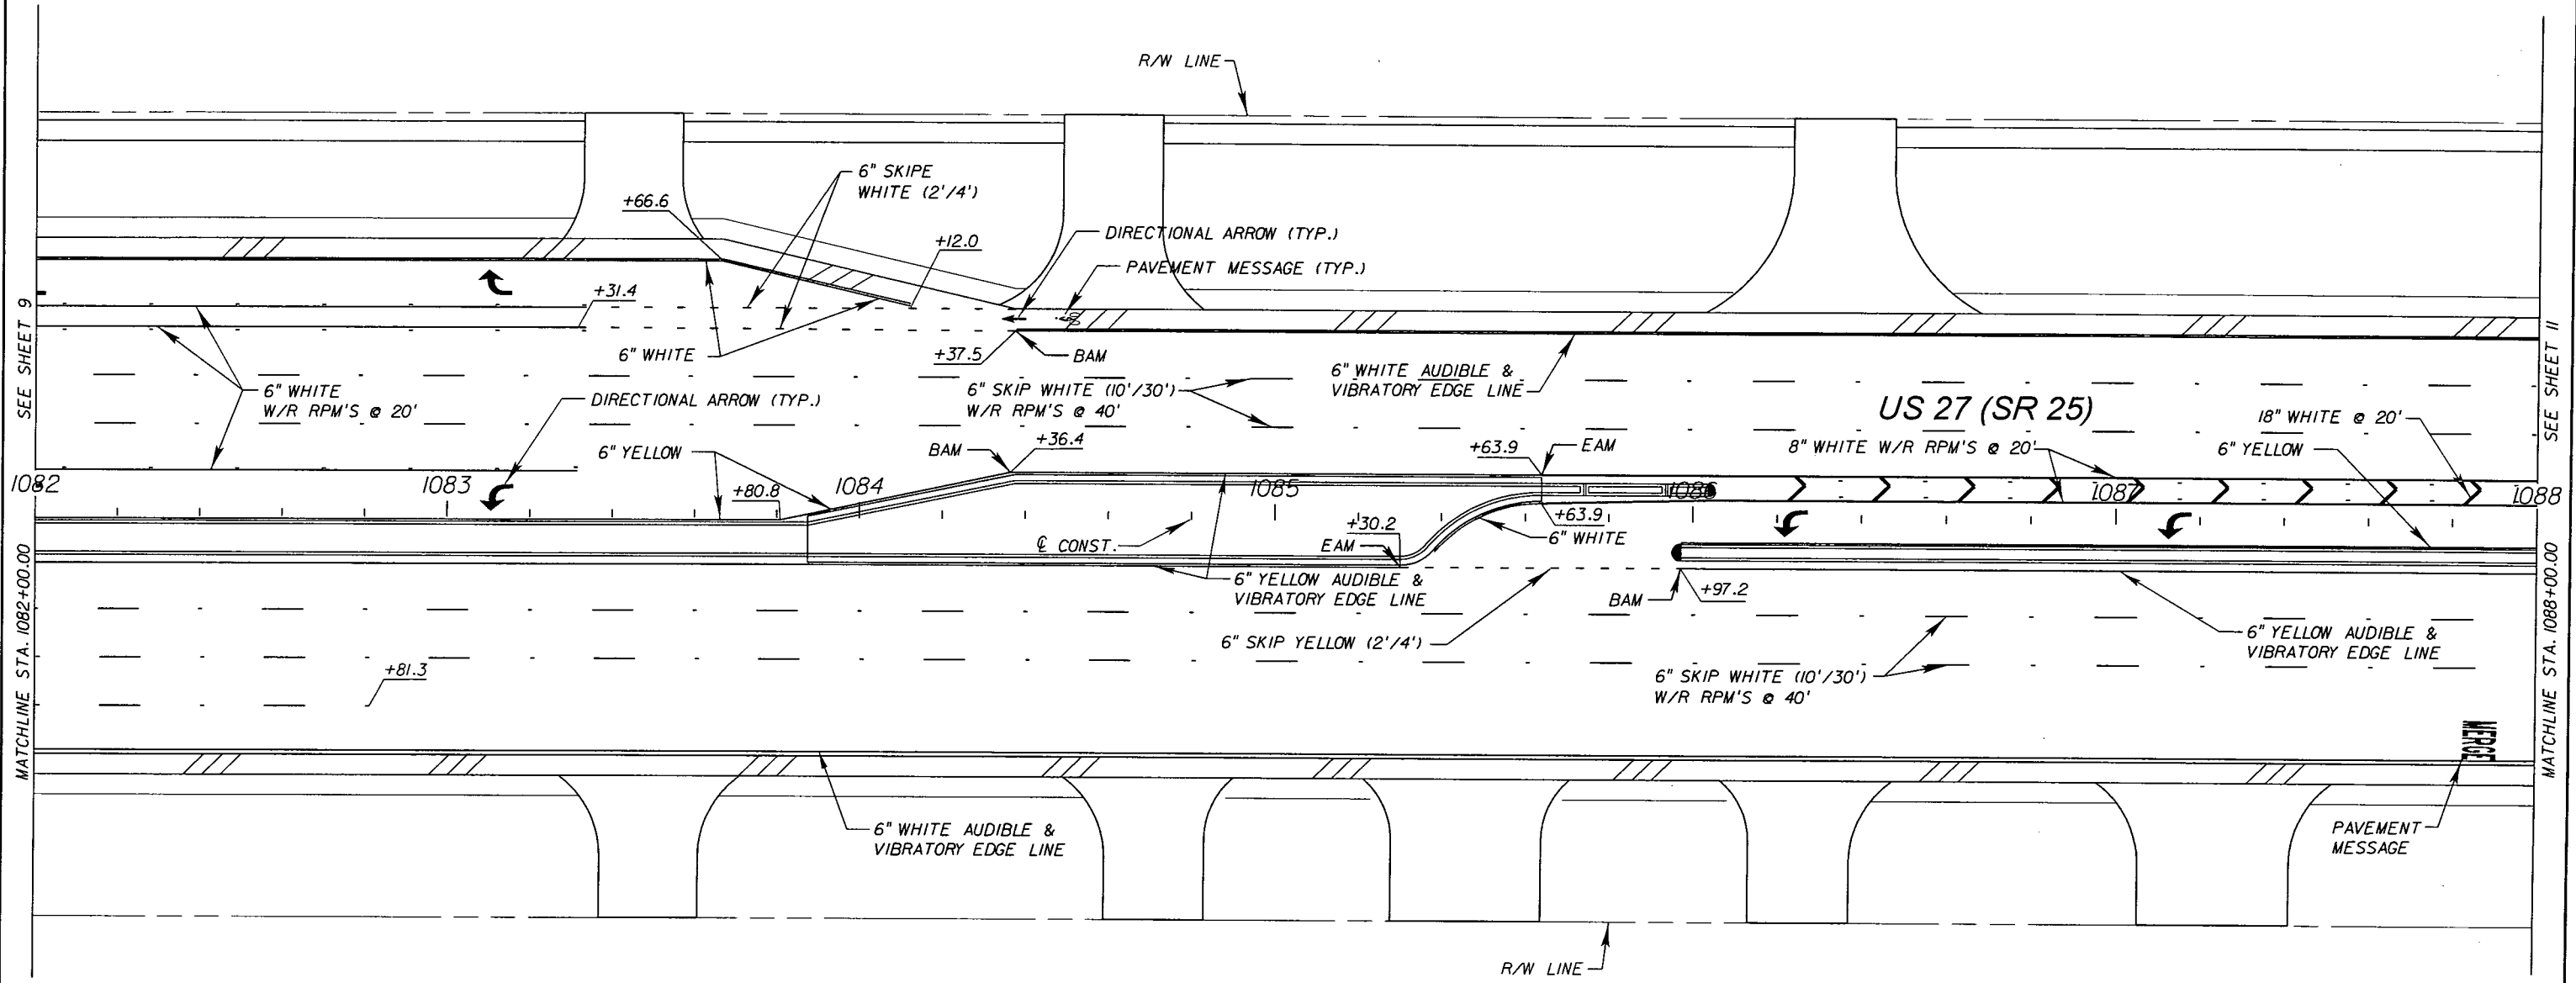 R/W LINE
6" SKIPE
WHITE (2'/4')
+66.6
+12.0
DIRECTIONAL ARROW (TYP.)
PAVEMENT MESSAGE (TYP.)
+31.4
SEE SHEET 9
SEE SHEET 11
6" WHITE
+37.5
BAM
6" WHITE
W/R RPM'S @ 20'
DIRECTIONAL ARROW (TYP.)
6" SKIP WHITE (10'/30')
W/R RPM'S @ 40'
6" WHITE AUDIBLE &
VIBRATORY EDGE LINE
US 27 (SR 25)
18" WHITE @ 20'
6" YELLOW
BAM
+36.4
+63.9
EAM
8" WHITE W/R RPM'S @ 20'
6" YELLOW
1082
1083
1084
1085
1086
1087
1088
+80.8
℄ CONST.
+30.2
EAM
+63.9
6" WHITE
6" YELLOW AUDIBLE &
VIBRATORY EDGE LINE
BAM
+97.2
6" SKIP YELLOW (2'/4')
6" YELLOW AUDIBLE &
VIBRATORY EDGE LINE
+81.3
6" SKIP WHITE (10'/30')
W/R RPM'S @ 40'
MATCHLINE STA. 1082+00.00
MATCHLINE STA. 1088+00.00
MERGE
6" WHITE AUDIBLE &
VIBRATORY EDGE LINE
PAVEMENT
MESSAGE
R/W LINE